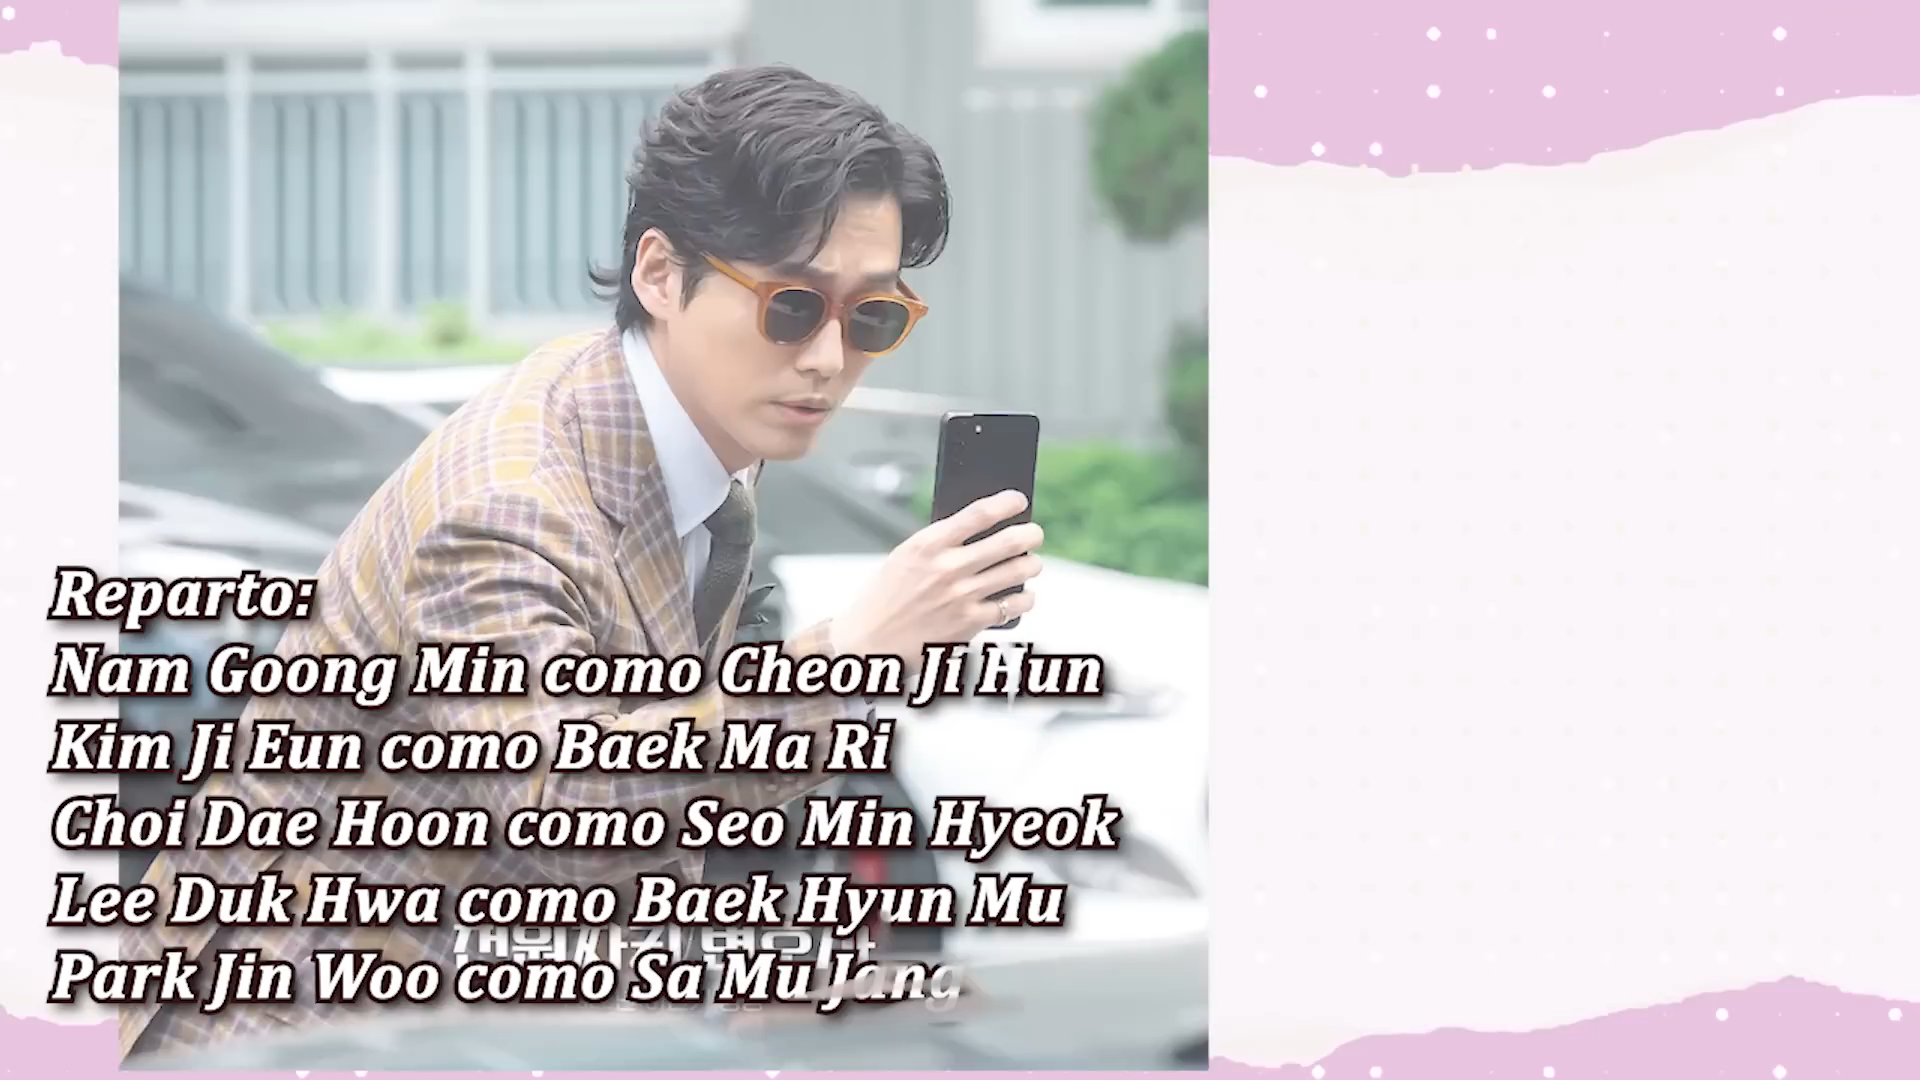 Reparto:
Nam Goong Min como Cheon Ji Hun
Kim Ji Eun como Baek Ma Ri
Choi Dae Hoon como Seo Min Hyeok
Lee Duk Hwa como Baek Hyun Mu
Park Jin Woo como Sa Mu Jang